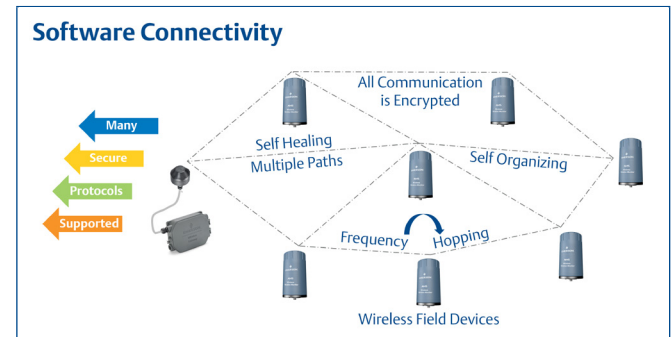 Software Connectivity
All Communication
is Encrypted
Many
Secure
Protocols
Supported
Self Healing
Multiple Paths
Self Organizing
Frequency Hopping
Wireless Field Devices